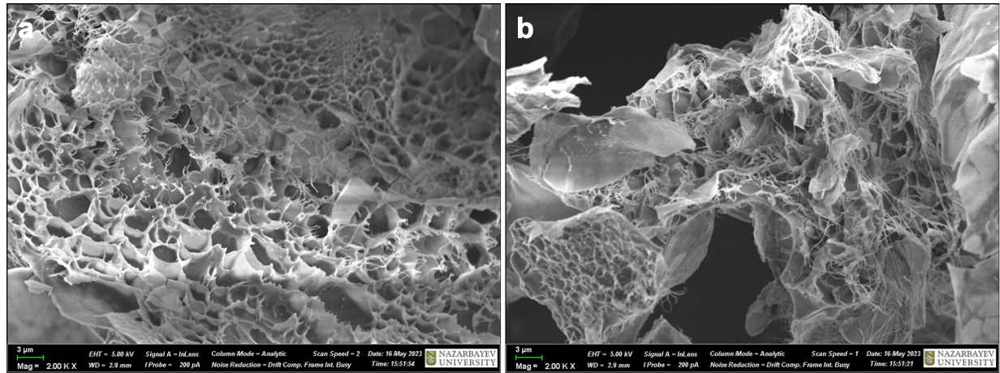 a
3 µm
Mag = 2.00 K X
EHT = 5.00 kV
WD = 2.9 mm
Signal A = InLens
I Probe = 200 pA
Column Mode = Analytic
Scan Speed = 2
Date: 16 May 2023
Noise Reduction = Drift Comp. Frame Int. Busy
Time: 15:51:54
NAZARBAYEV
UNIVERSITY
b
3 µm
Mag = 2.00 K X
EHT = 5.00 kV
WD = 2.9 mm
Signal A = InLens
I Probe = 200 pA
Column Mode = Analytic
Scan Speed = 1
Date: 16 May 2023
Noise Reduction = Drift Comp. Frame Int. Busy
Time: 15:51:21
NAZARBAYEV
UNIVERSITY